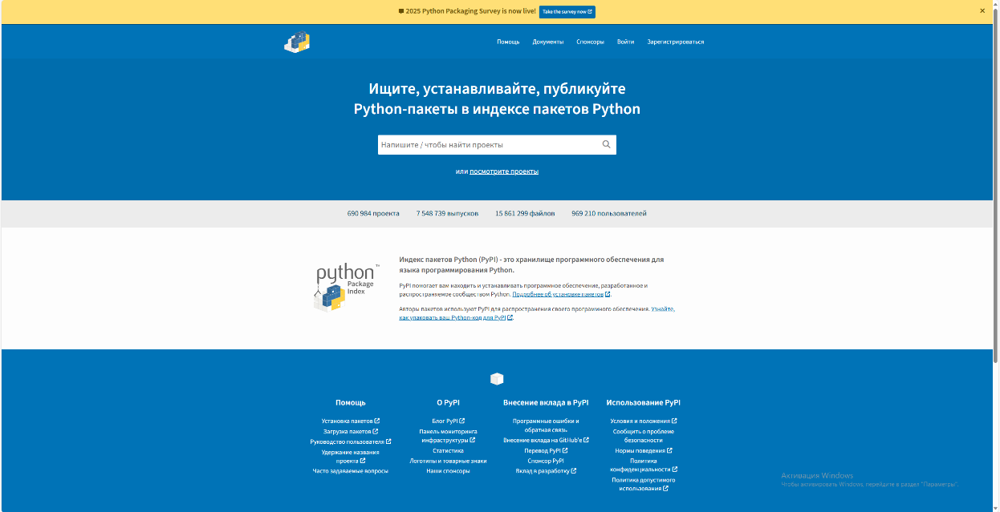 2025 Python Packaging Survey is now live! Take the survey now
Помощь Документы Спонсоры Войти Зарегистрироваться
Ищите, устанавливайте, публикуйте
Python-пакеты в индексе пакетов Python
Напишите / чтобы найти проекты
или посмотрите проекты
690 984 проекта 7 548 739 выпусков 15 861 299 файлов 969 210 пользователей
python™
Package
Index
Индекс пакетов Python (PyPI) - это хранилище программного обеспечения для
языка программирования Python.
PyPI помогает вам находить и устанавливать программное обеспечение, разработанное и
распространяемое сообществом Python. Подробнее об установке пакетов.
Авторы пакетов используют PyPI для распространения своего программного обеспечения. Узнайте,
как упаковать ваш Python-код для PyPI.
Помощь
Установка пакетов
Загрузка пакетов
Руководство пользователя
Удержание названия
проекта
Часто задаваемые вопросы
О PyPI
Блог PyPI
Панель мониторинга
инфраструктуры
Статистика
Логотипы и товарные знаки
Наши спонсоры
Внесение вклада в PyPI
Программные ошибки и
обратная связь
Внесение вклада на GitHub'е
Перевод PyPI
Спонсор PyPI
Вклад в разработку
Использование PyPI
Условия и положения
Сообщить о проблеме
безопасности
Нормы поведения
Политика
конфиденциальности
Политика допустимого
использования
Активация Windows
Чтобы активировать Windows, перейдите в раздел "Параметры".